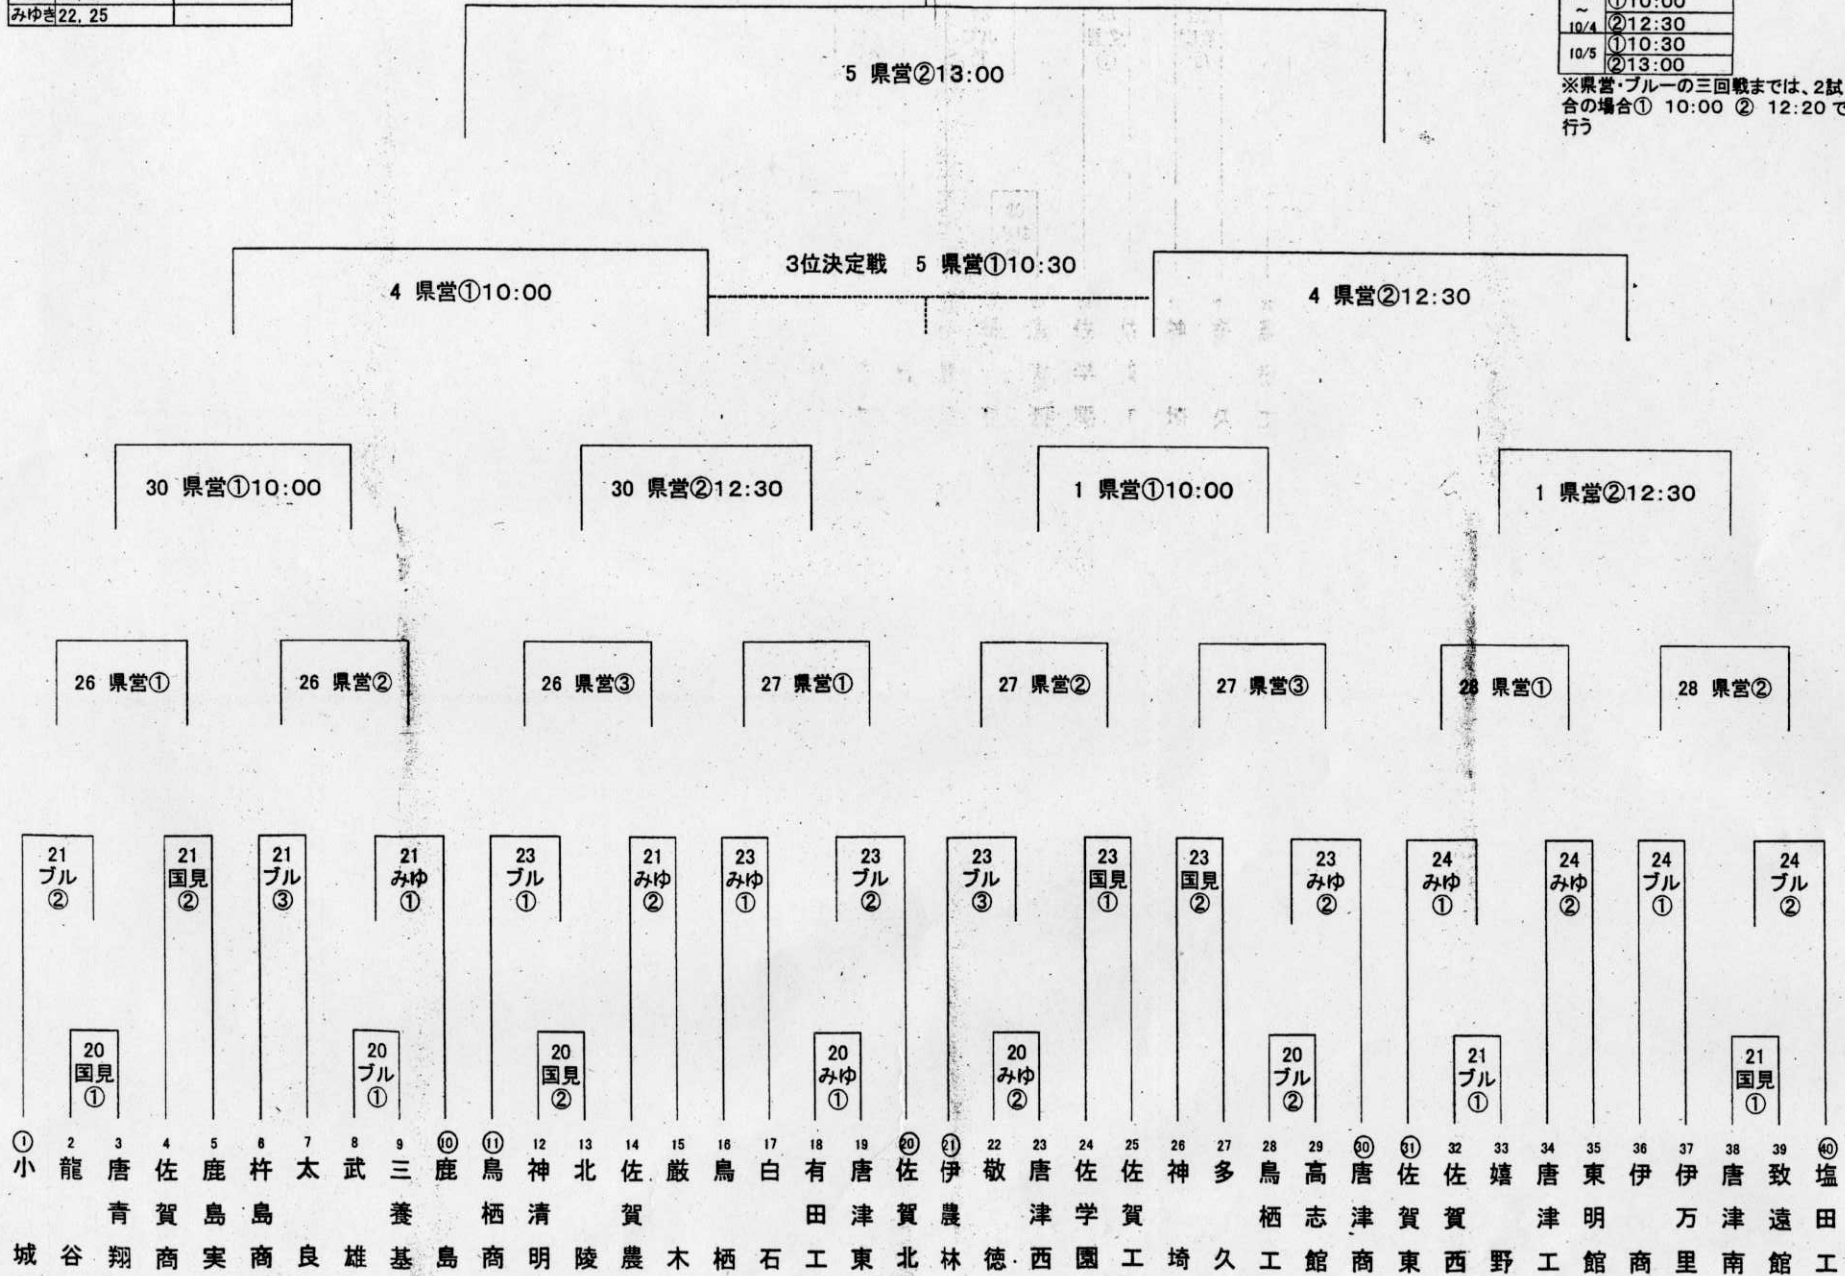 みゆき22, 25
～ ①10:00
10/4 ②12:30
10/5 ①10:30
②13:00
※県営・ブルーの三回戦までは、2試
合の場合① 10:00 ② 12:20 で
行う
5 県営②13:00
3位決定戦 5 県営①10:30
4 県営①10:00
4 県営②12:30
30 県営①10:00
30 県営②12:30
1 県営①10:00
1 県営②12:30
26 県営①
26 県営②
26 県営③
27 県営①
27 県営②
27 県営③
28 県営①
28 県営②
21 ブル ②
21 国見 ②
21 ブル ③
21 みゆ ①
23 ブル ①
21 みゆ ②
23 みゆ ①
23 ブル ②
23 ブル ③
23 国見 ①
23 国見 ②
23 みゆ ②
24 みゆ ①
24 みゆ ②
24 ブル ①
24 ブル ②
20 国見 ①
20 ブル ①
20 国見 ②
20 みゆ ①
20 みゆ ②
20 ブル ②
21 ブル ①
21 国見 ①
① 小城
2 龍谷
3 唐青翔
4 佐賀商
5 鹿島実
6 杵島商
7 太良
8 武雄
9 三養基
⑩ 鹿島
⑪ 鳥栖商
12 神清明
13 北陵
14 佐賀農
15 厳木
16 鳥栖
17 白石
18 有田工
19 唐津東
⑳ 佐賀北
㉑ 伊農林
22 敬徳
23 唐津西
24 佐学園
25 佐賀工
26 神埼
27 多久
28 鳥栖工
29 高志館
㉚ 唐津商
㉛ 佐賀東
32 佐賀西
33 嬉野
34 唐津工
35 東明館
36 伊商
37 伊万里
38 唐津南
39 致遠館
㊵ 塩田工